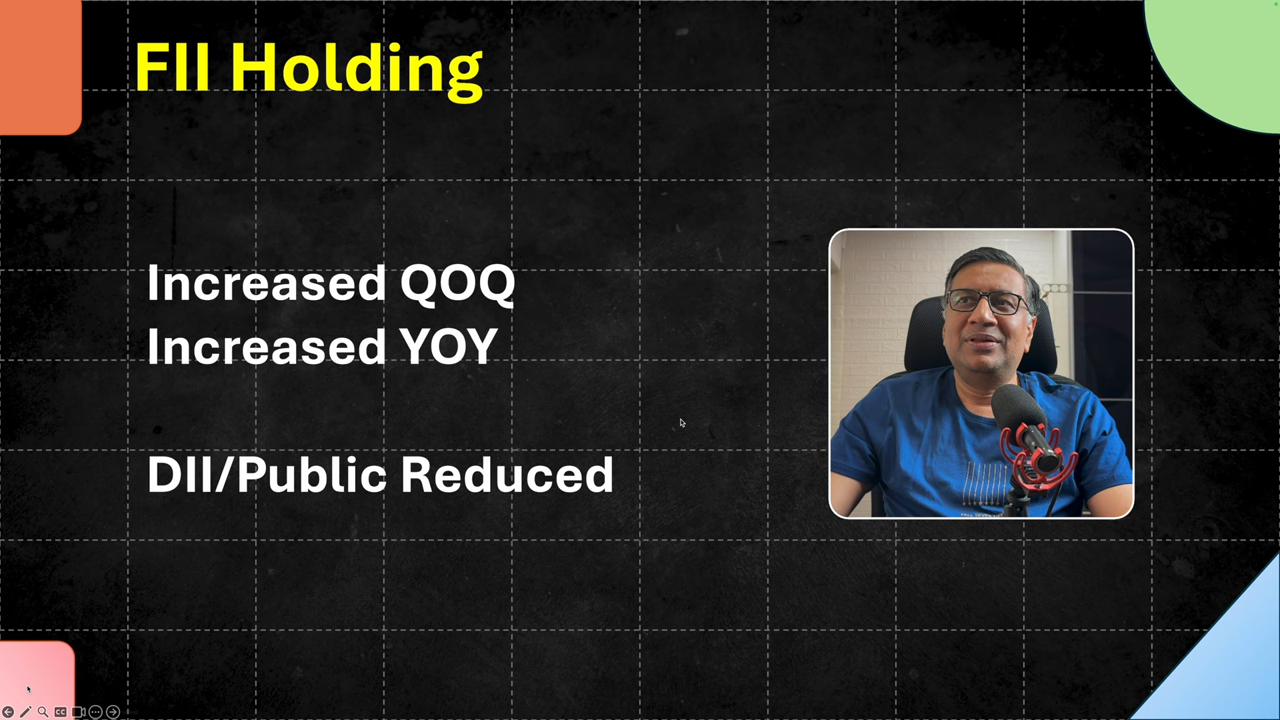 FII Holding
Increased QOQ
Increased YOY
DII/Public Reduced